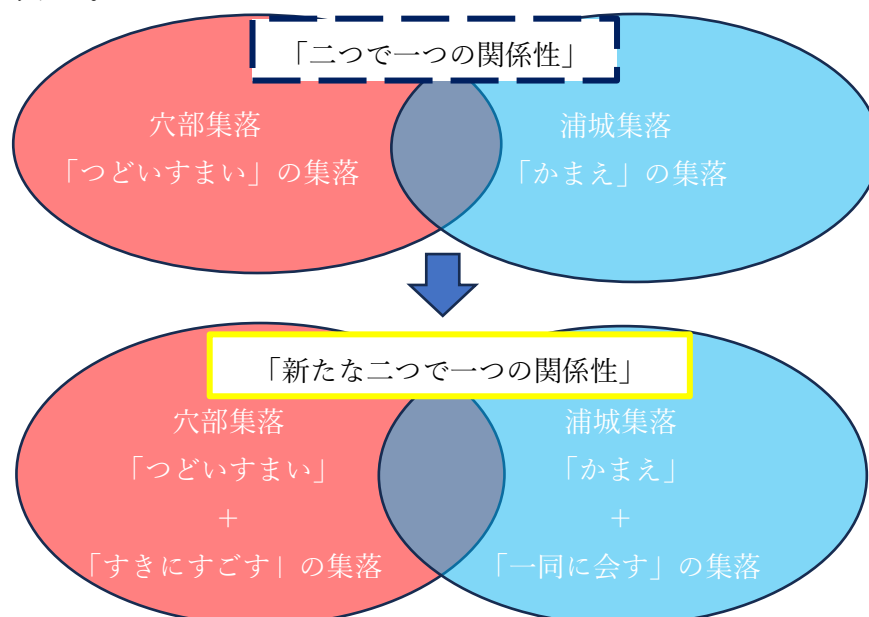 「二つで一つの関係性」
穴部集落
「つどいすまい」の集落
浦城集落
「かまえ」の集落
「新たな二つで一つの関係性」
穴部集落
「つどいすまい」
+
「すきにすごす」の集落
浦城集落
「かまえ」
+
「一同に会す」の集落